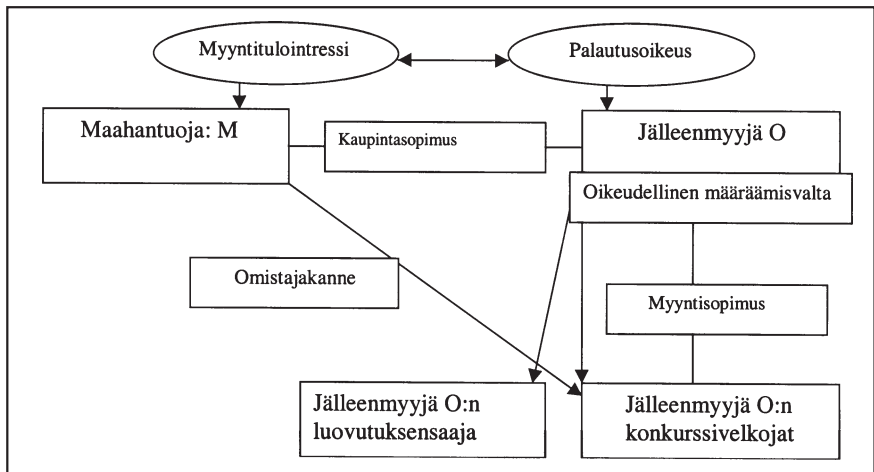 Myyntitulointressi
Palautusoikeus
Maahantuoja: M
Kaupintasopimus
Jälleenmyyjä O
Oikeudellinen määräämisvalta
Omistajakanne
Myyntisopimus
Jälleenmyyjä O:n
luovutuksensaaja
Jälleenmyyjä O:n
konkurssivelkojat